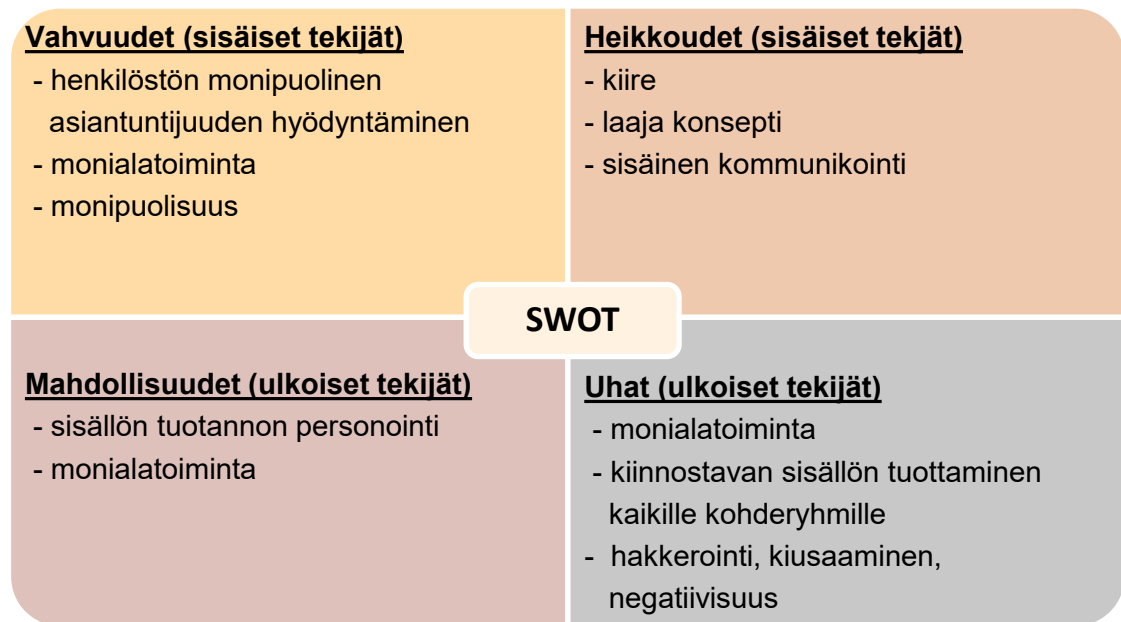 Vahvuudet (sisäiset tekijät)
- henkilöstön monipuolinen
asiantuntijuuden hyödyntäminen
- monialatoiminta
- monipuolisuus
Heikkoudet (sisäiset tekjät)
- kiire
- laaja konsepti
- sisäinen kommunikointi
SWOT
Mahdollisuudet (ulkoiset tekijät)
- sisällön tuotannon personointi
- monialatoiminta
Uhat (ulkoiset tekijät)
- monialatoiminta
- kiinnostavan sisällön tuottaminen
kaikille kohderyhmille
- hakkerointi, kiusaaminen,
negatiivisuus